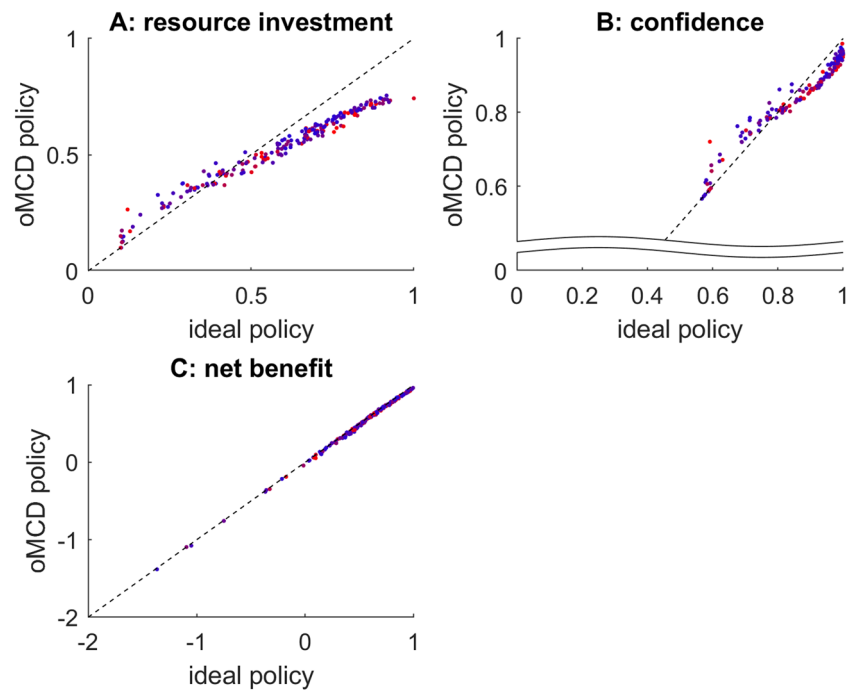 A: resource investment
1
0.5
0
oMCD policy
0
0.5
1
ideal policy
B: confidence
1
0.8
0.6
0
oMCD policy
0
0.2
0.4
0.6
0.8
1
ideal policy
C: net benefit
1
0
-1
-2
oMCD policy
-2
-1
0
1
ideal policy